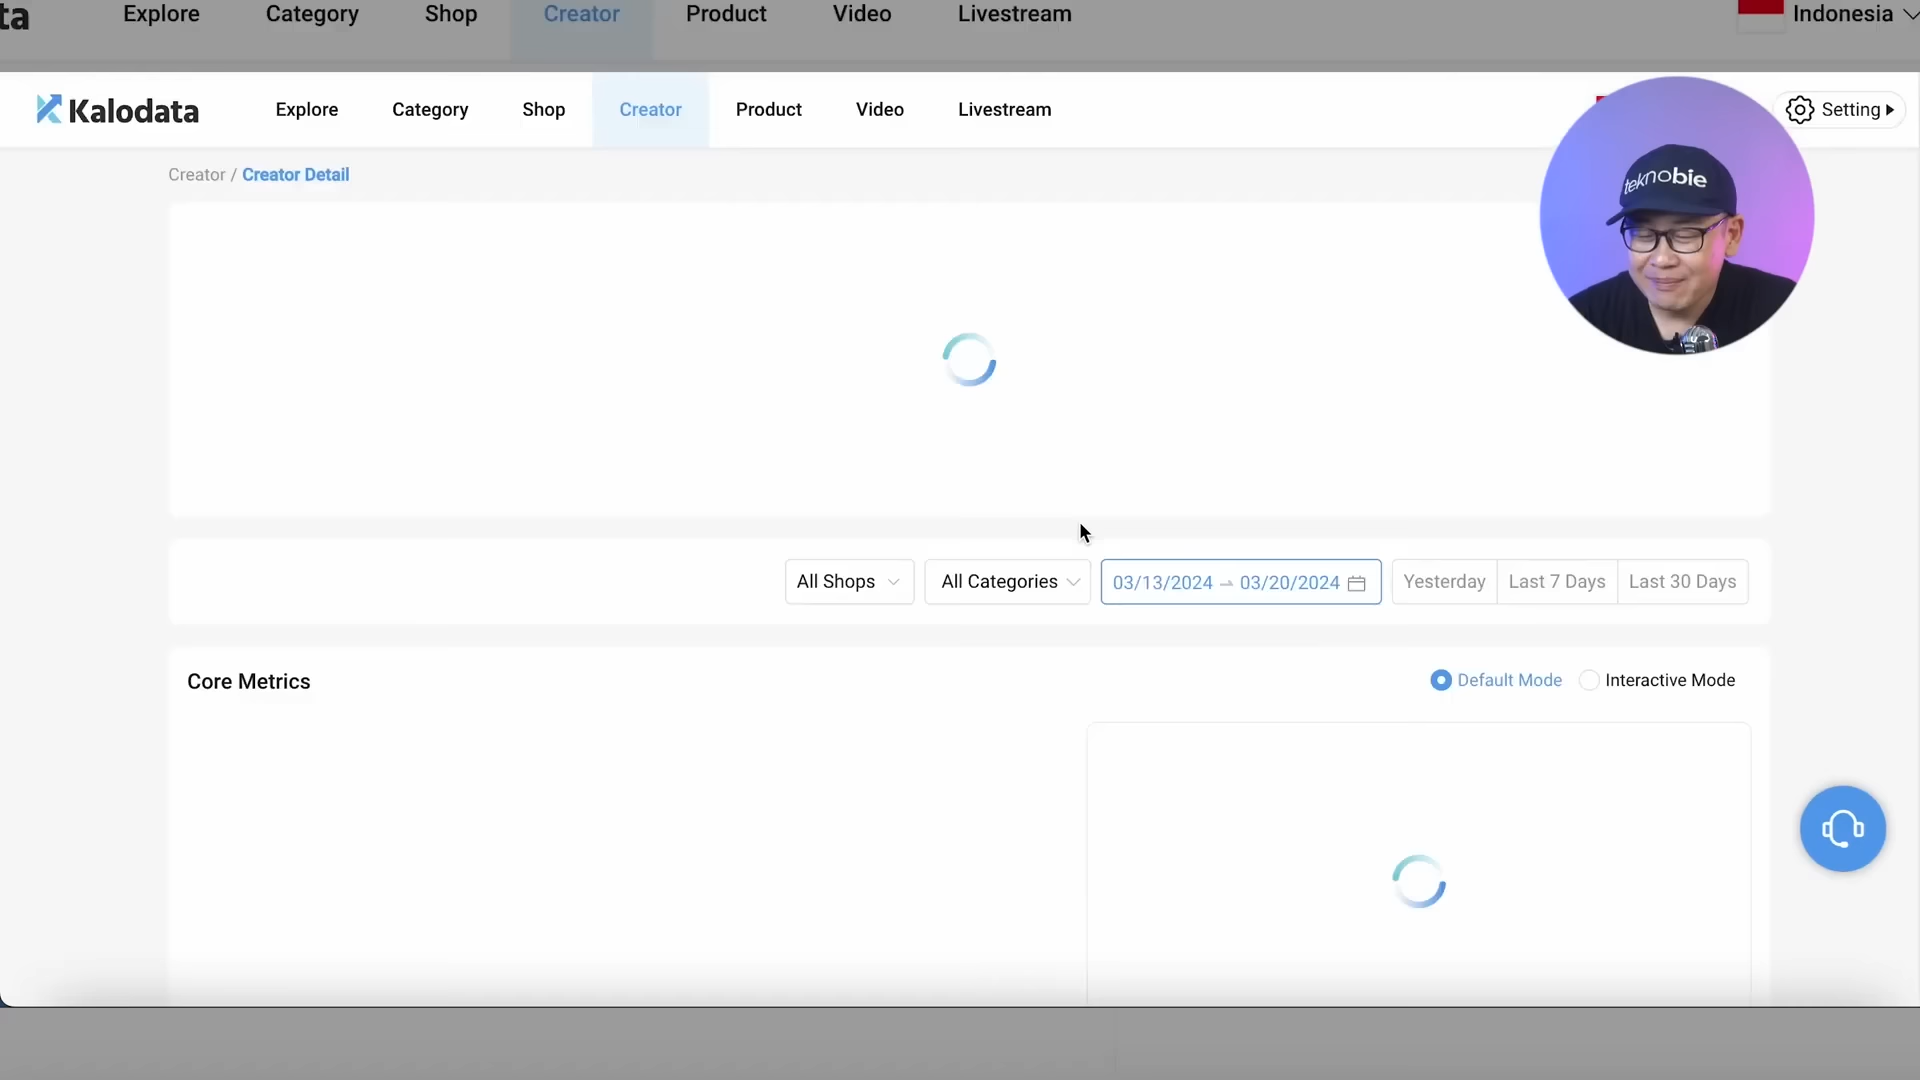 ta Explore Category Shop Creator Product Video Livestream Indonesia
Kalodata Explore Category Shop Creator Product Video Livestream Setting
teknobie
Creator / Creator Detail
All Shops All Categories 03/13/2024 → 03/20/2024 Yesterday Last 7 Days Last 30 Days
Core Metrics Default Mode Interactive Mode